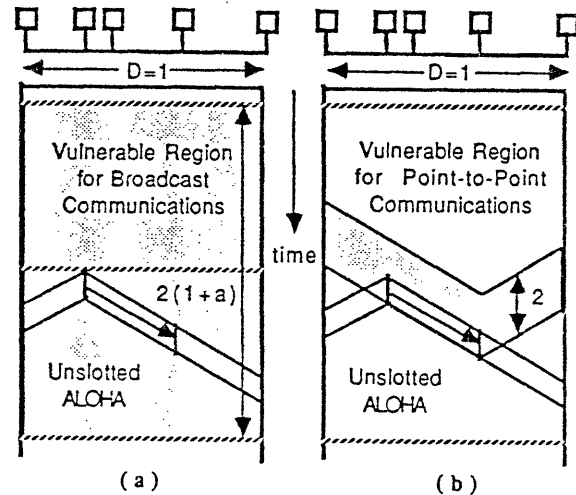 D=1
Vulnerable Region
for Broadcast
Communications
2(1+a)
Unslotted
ALOHA
(a)
time
D=1
Vulnerable Region
for Point-to-Point
Communications
2
Unslotted
ALOHA
(b)